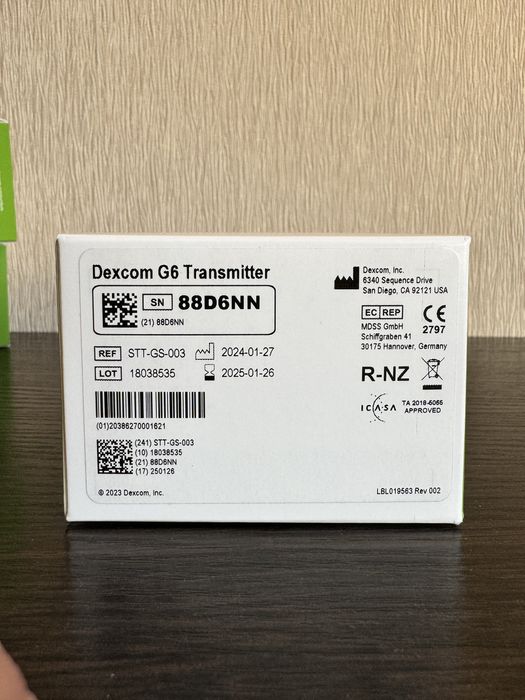 Dexcom G6 Transmitter
SN 88D6NN
(21) 88D6NN
REF STT-GS-003 2024-01-27
LOT 18038535 2025-01-26
(01)20386270001621
(241) STT-GS-003
(10) 18038535
(21) 88D6NN
(17) 250126
© 2023 Dexcom, Inc.
Dexcom, Inc.
6340 Sequence Drive
San Diego, CA 92121 USA
EC REP
MDSS GmbH
Schiffgraben 41
30175 Hannover, Germany
CE
2797
R-NZ
ICASA TA 2018-5055
APPROVED
LBL019563 Rev 002